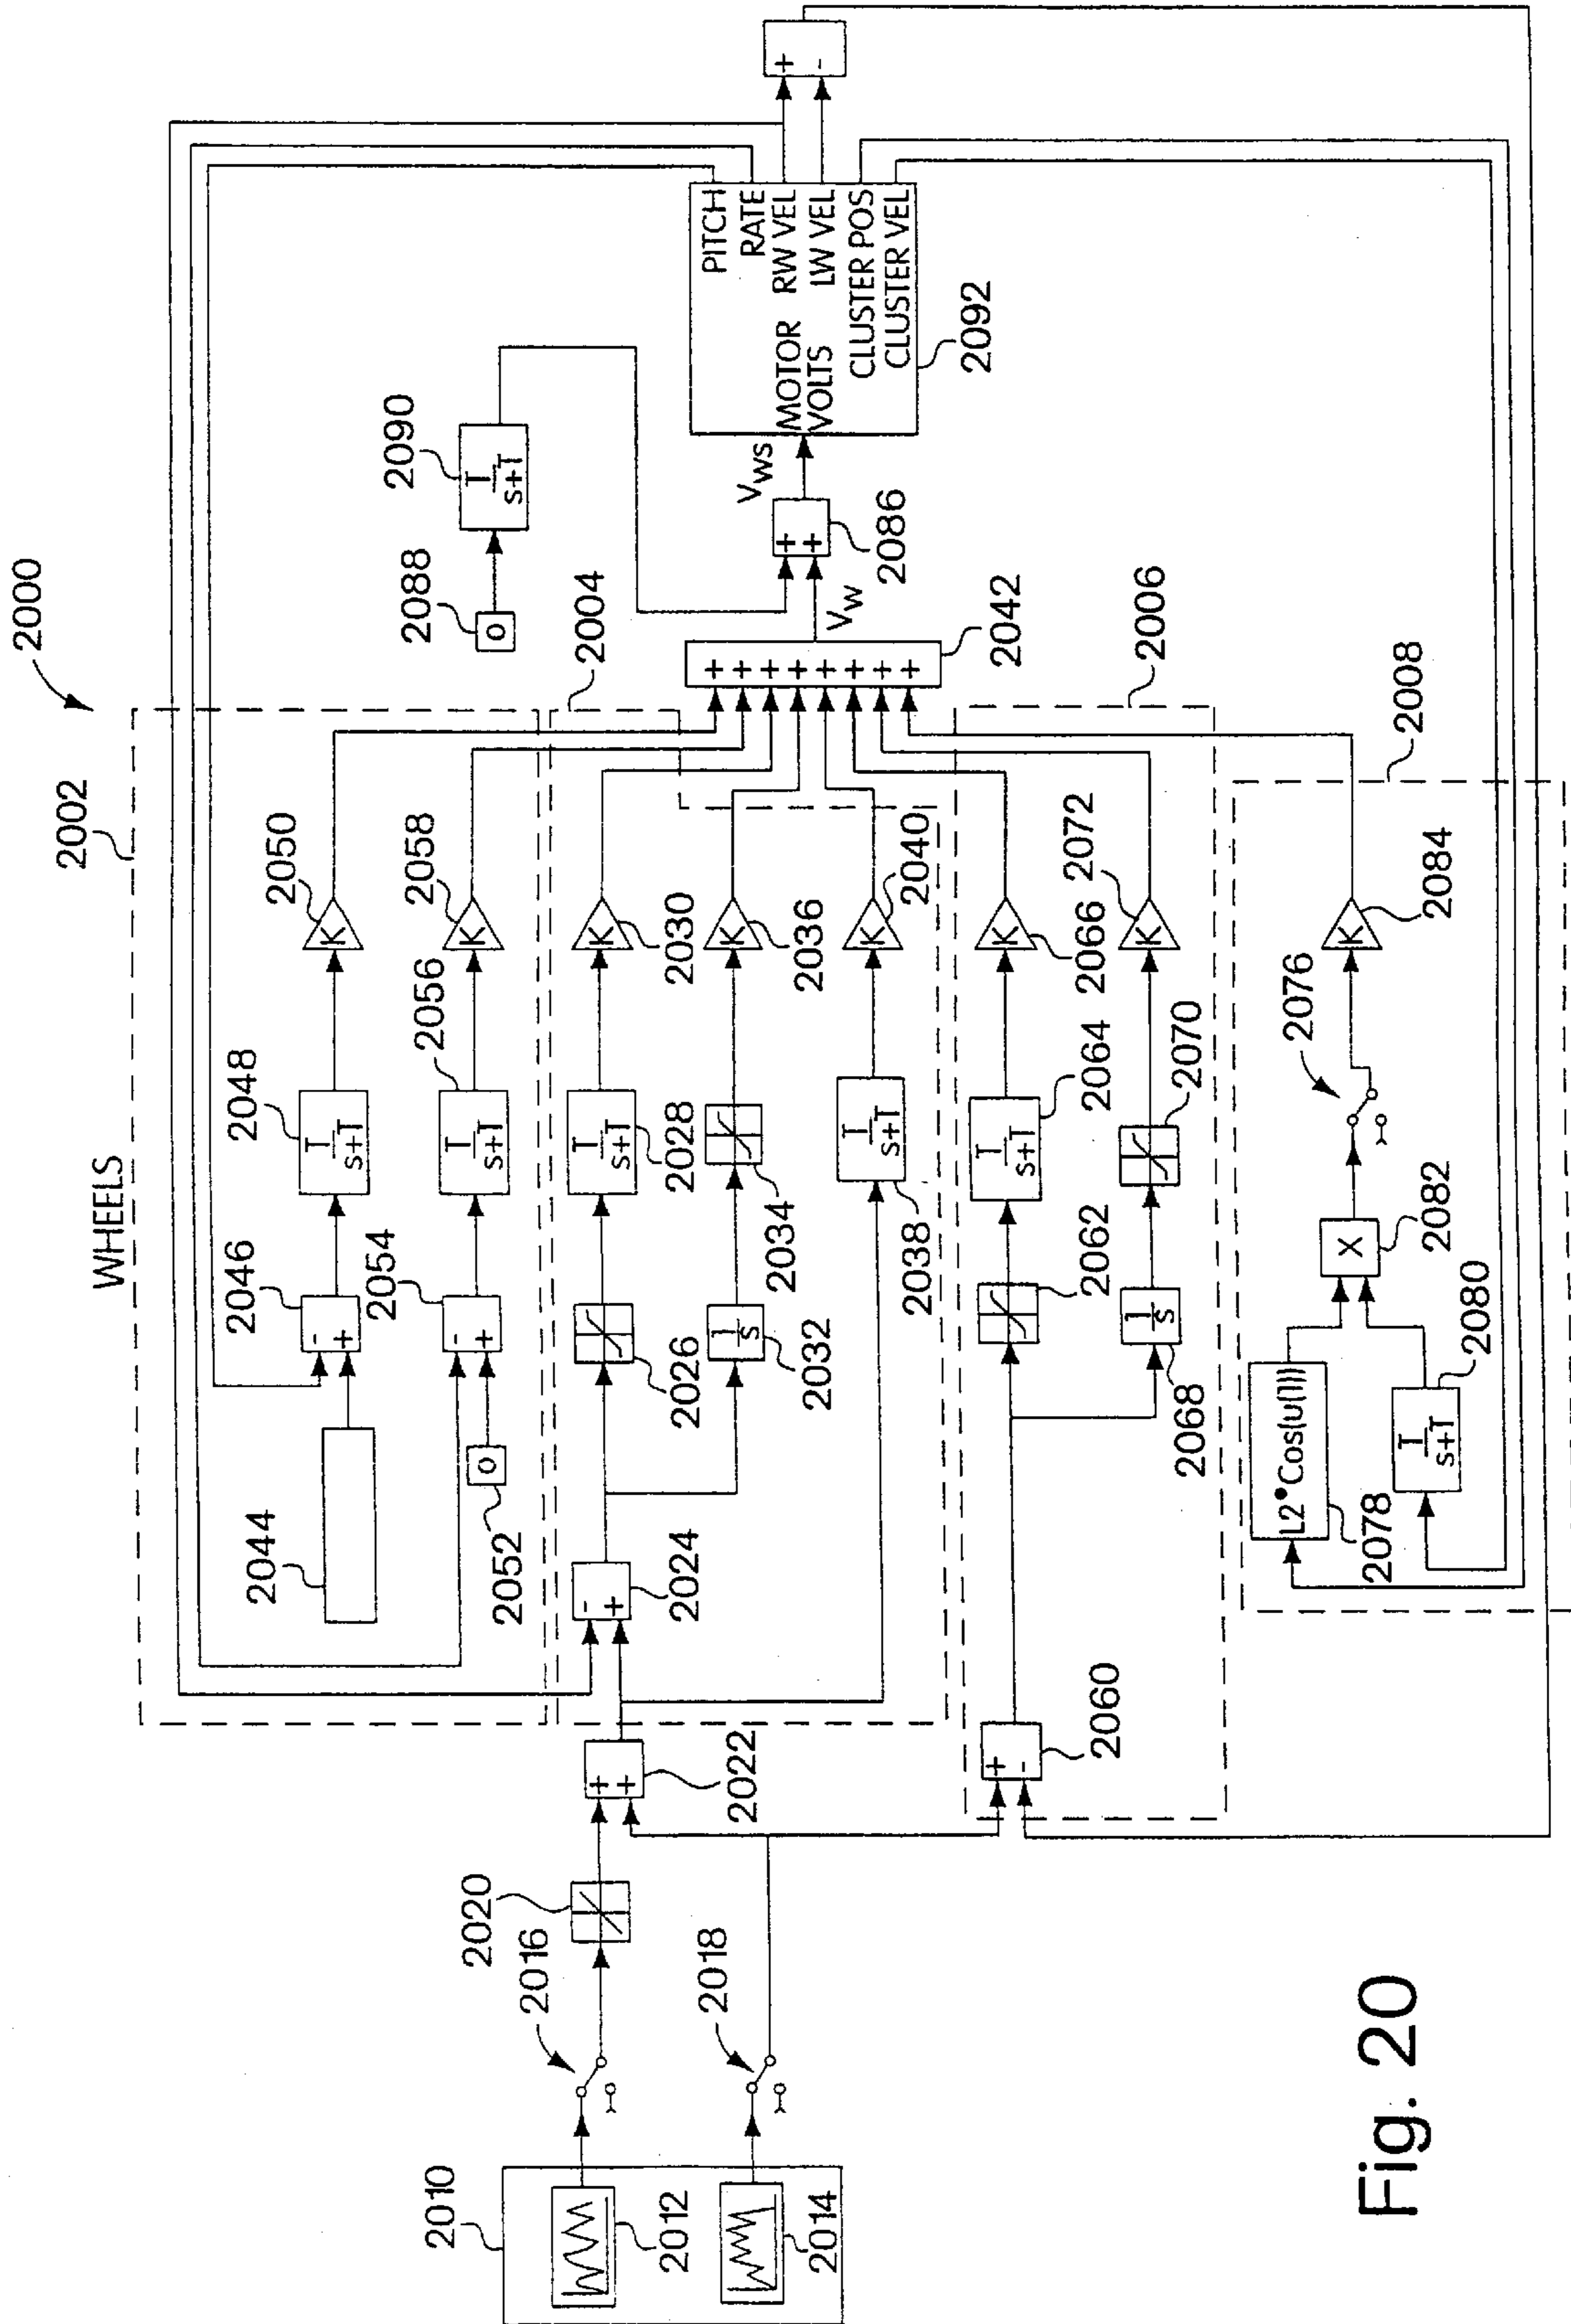 2000
WHEELS
2002
2044
2046
-
+
2048
T
s+T
2050
K
2052
0
2054
-
+
2056
T
s+T
2058
K
2004
2010
2012
2014
2016
2018
2020
2022
+
+
2024
-
+
2026
2028
T
s+T
2030
K
2032
1
s
2034
2036
K
2038
T
s+T
2040
K
2006
2060
+
-
2062
2064
T
s+T
2066
K
2068
1
s
2070
2072
K
2008
L2•Cos(u(1)))
2078
T
s+T
2080
X
2082
2076
K
2084
+
+
+
+
+
+
+
+
2042
Vw
+
+
2086
0
2088
T
s+T
2090
Vws
MOTOR
VOLTS
PITCH
RATE
RW VEL
LW VEL
CLUSTER POS
CLUSTER VEL
2092
+
-
Fig. 20